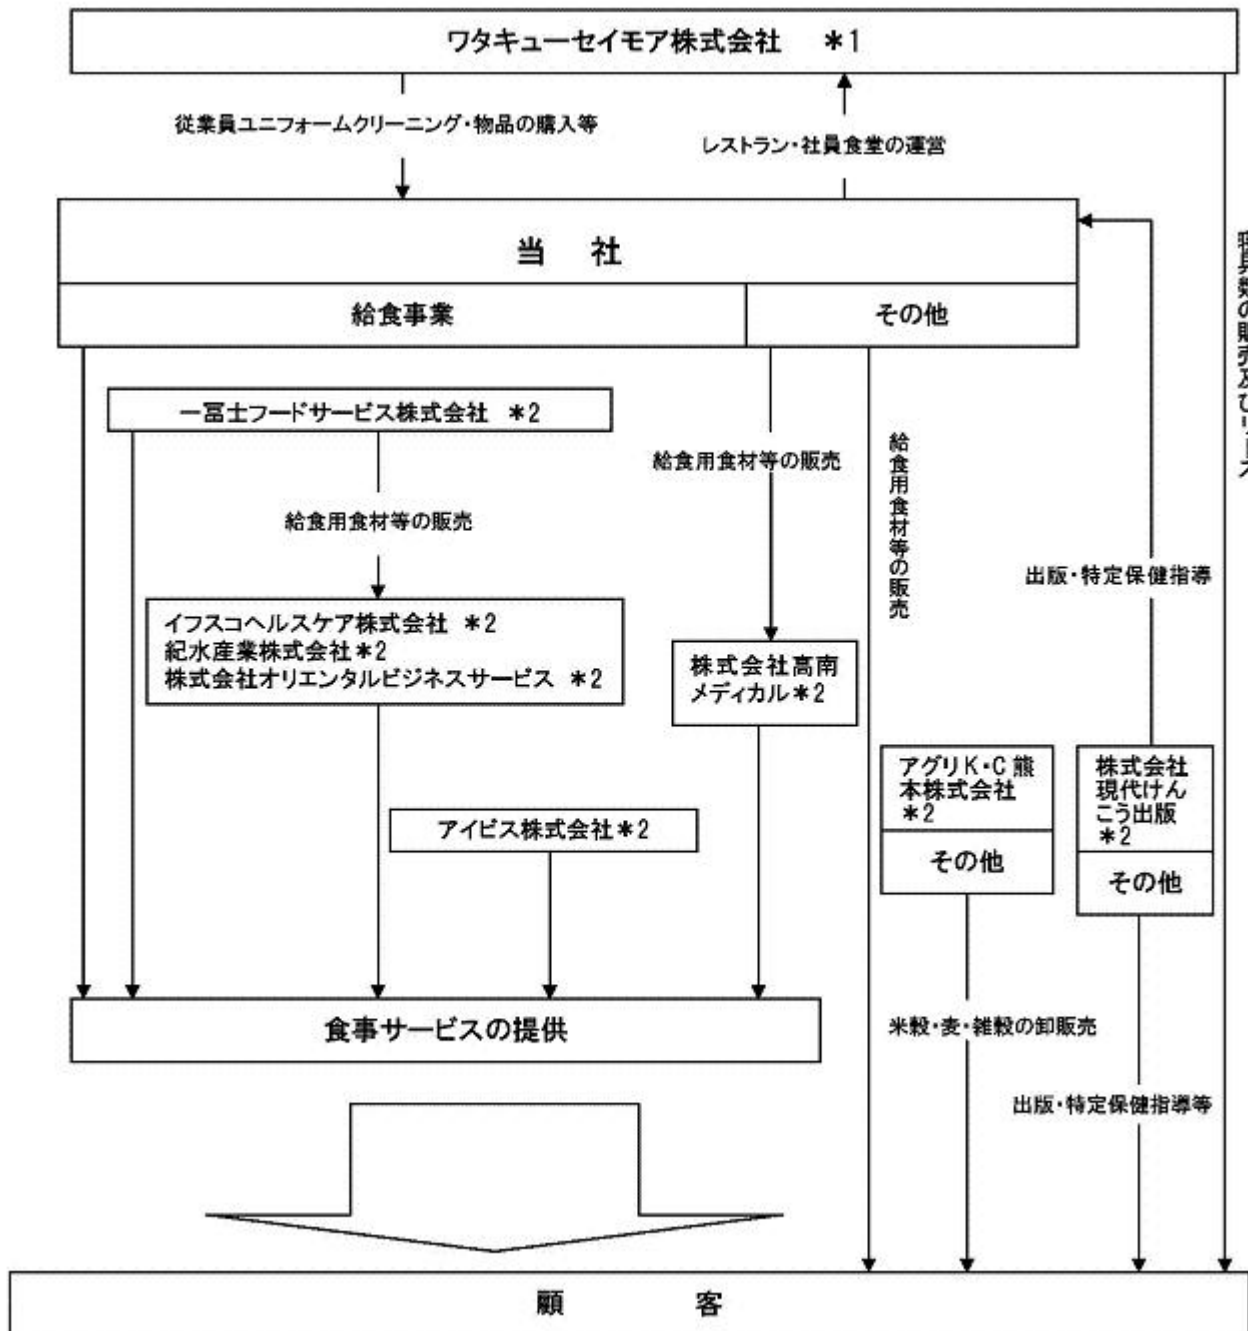 ワタキューセイモア株式会社 *1
従業員ユニフォームクリーニング・物品の購入等
レストラン・社員食堂の運営
当 社
給食事業
その他
一冨士フードサービス株式会社 *2
給食用食材等の販売
給食用食材等の販売
給食用食材等の販売
寝具類の販売及びリース
出版・特定保健指導
イフスコヘルスケア株式会社 *2
紀水産業株式会社*2
株式会社オリエンタルビジネスサービス *2
株式会社高南
メディカル*2
アグリK・C熊
本株式会社
*2
その他
株式会社
現代けん
こう出版
*2
その他
アイビス株式会社*2
食事サービスの提供
米穀・麦・雑穀の卸販売
出版・特定保健指導等
顧 客